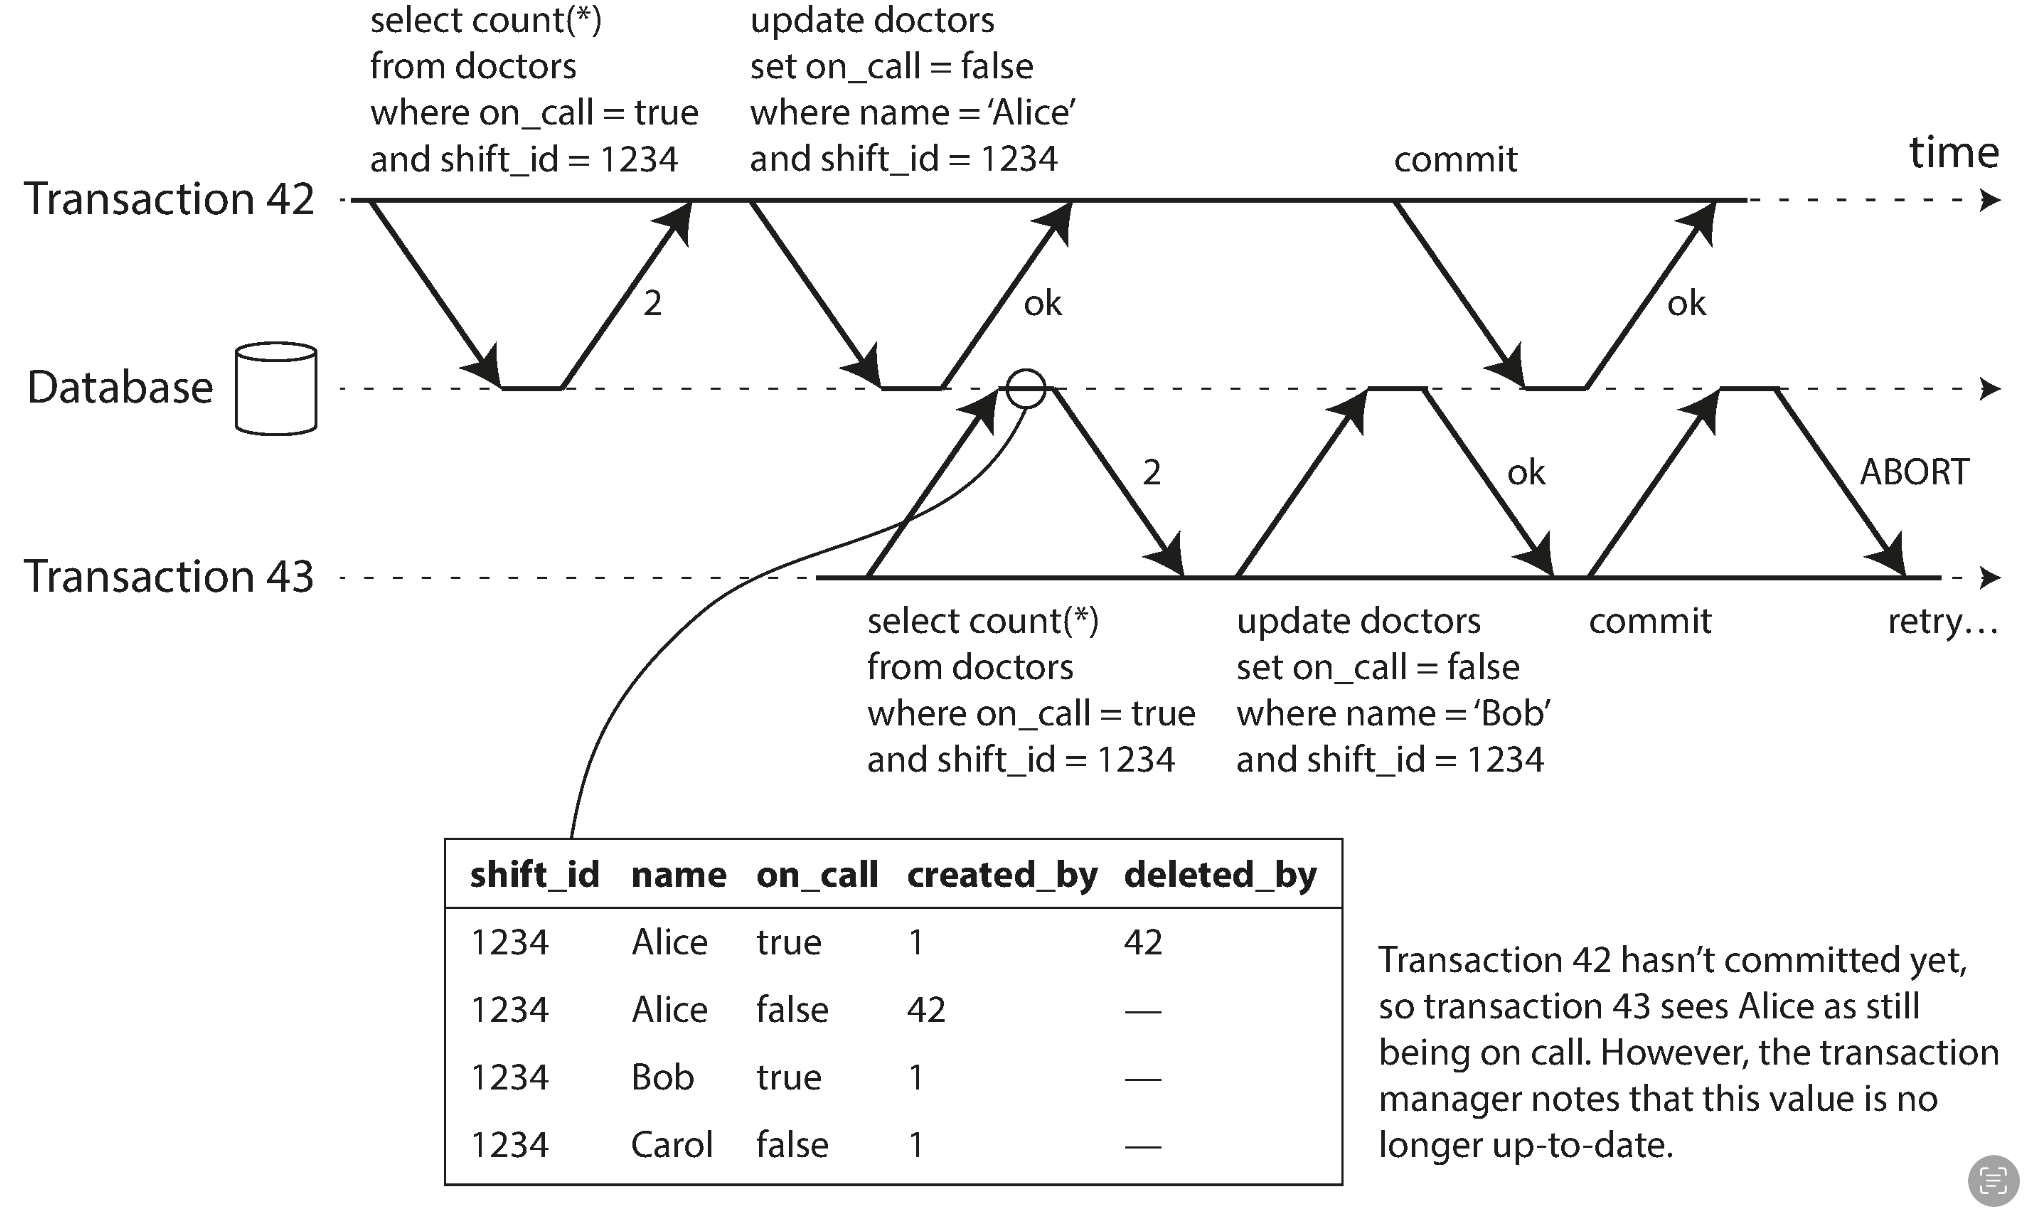 select count(*)
from doctors
where on_call = true
and shift_id = 1234
update doctors
set on_call = false
where name = ‘Alice’
and shift_id = 1234
commit
time
Transaction 42
2
ok
ok
Database
2
ok
ABORT
Transaction 43
select count(*)
from doctors
where on_call = true
and shift_id = 1234
update doctors
set on_call = false
where name = ‘Bob’
and shift_id = 1234
commit
retry…
shift_id name on_call created_by deleted_by
1234 Alice true 1 42
1234 Alice false 42 —
1234 Bob true 1 —
1234 Carol false 1 —
Transaction 42 hasn’t committed yet,
so transaction 43 sees Alice as still
being on call. However, the transaction
manager notes that this value is no
longer up-to-date.